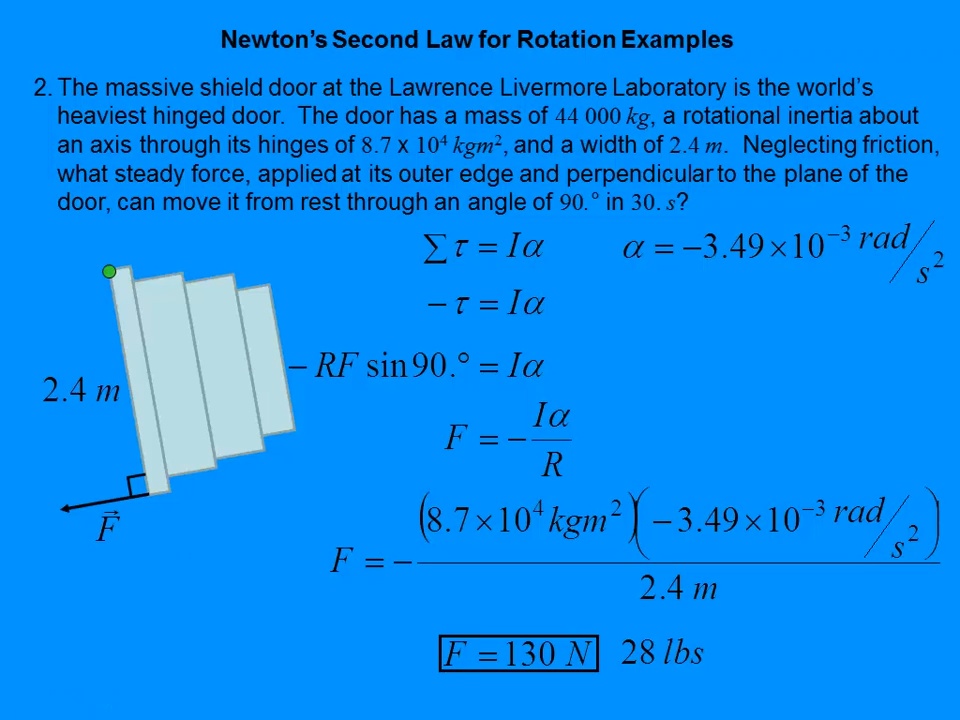 Newton's Second Law for Rotation Examples
2. The massive shield door at the Lawrence Livermore Laboratory is the world's
heaviest hinged door. The door has a mass of 44 000 kg, a rotational inertia about
an axis through its hinges of 8.7 x 10⁴ kgm², and a width of 2.4 m. Neglecting friction,
what steady force, applied at its outer edge and perpendicular to the plane of the
door, can move it from rest through an angle of 90.° in 30. s?
∑ τ = Iα
α = −3.49×10⁻³ rad/s²
− τ = Iα
− RF sin 90.° = Iα
2.4 m
F = − Iα/R
F⃗
F = − (8.7×10⁴ kgm²)(−3.49×10⁻³ rad/s²)/2.4 m
F = 130 N
28 lbs